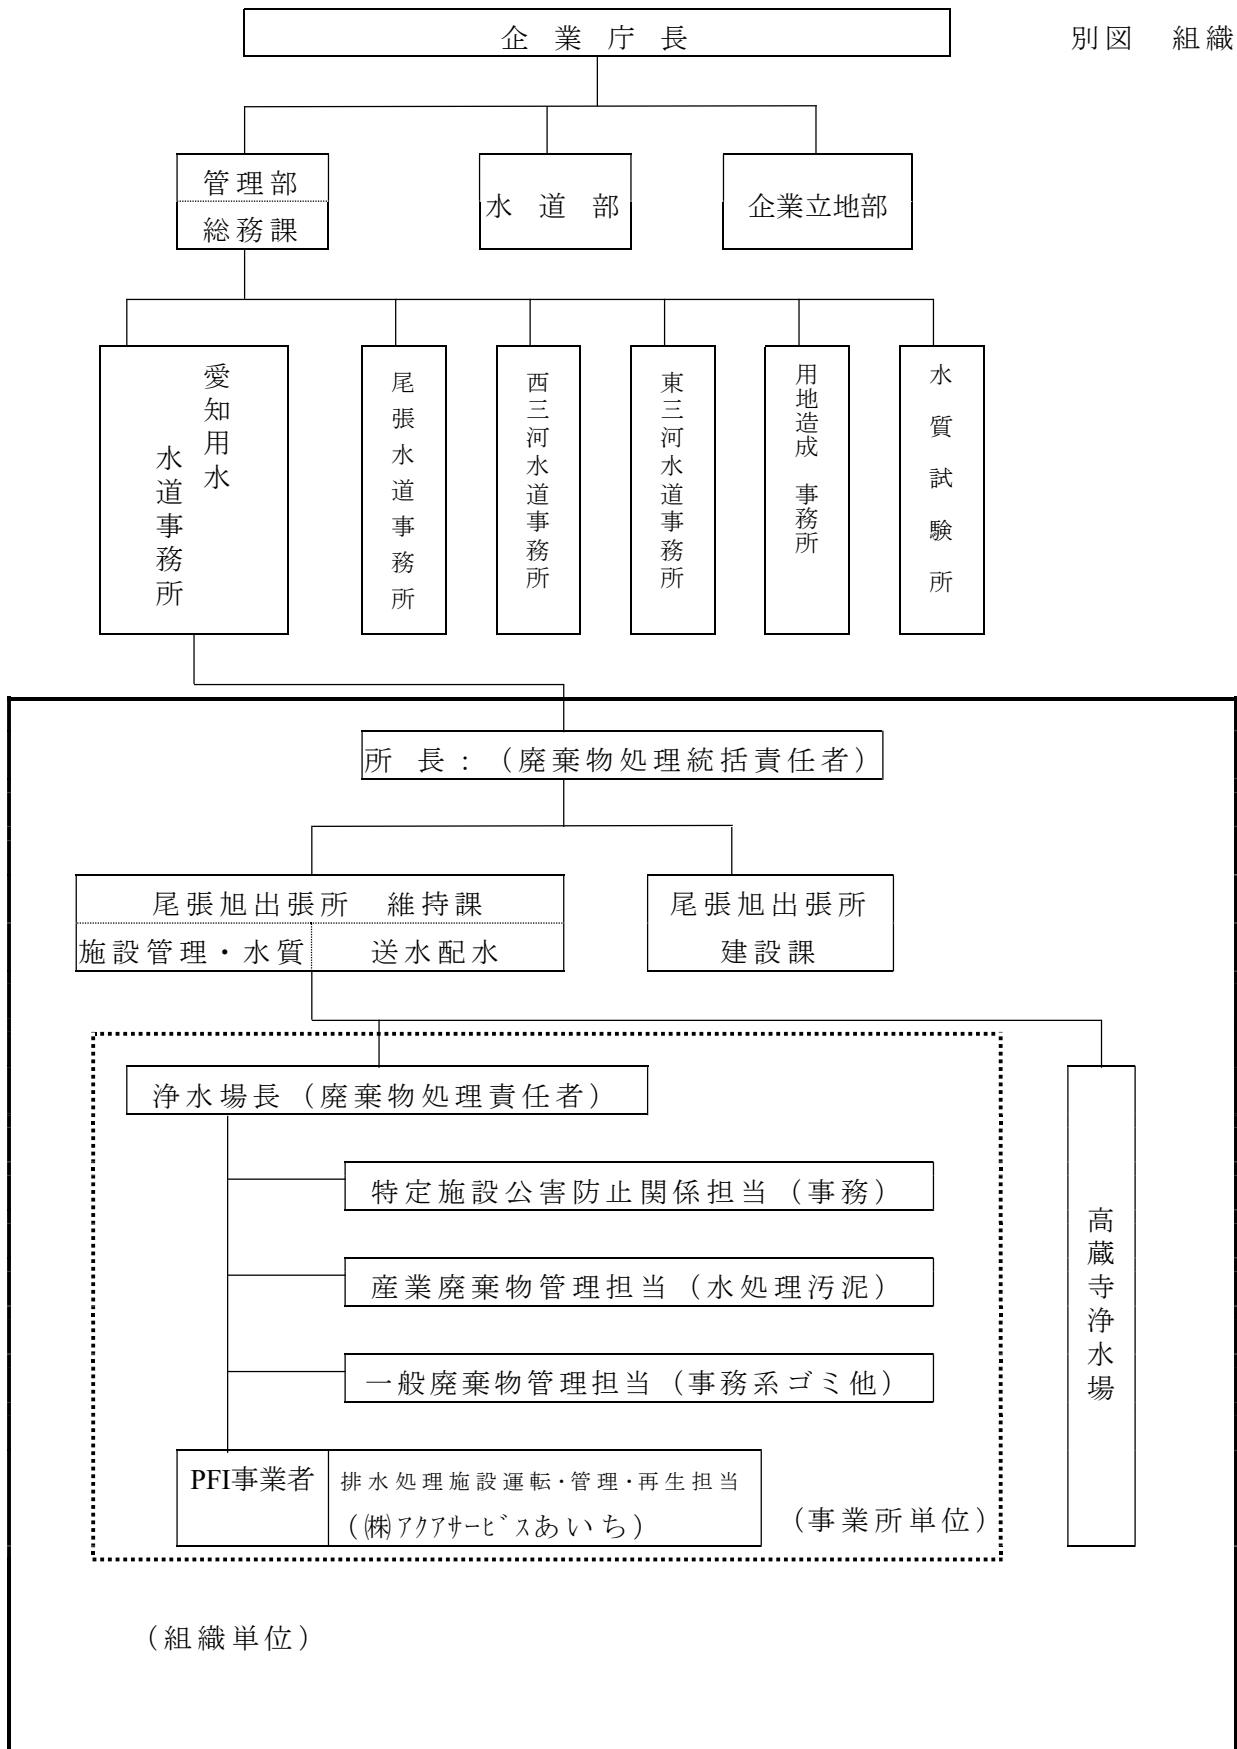 企業庁長
別図 組織
管理部
総務課
水道部
企業立地部
愛知用水
水道事務所
尾張水道事務所
西三河水道事務所
東三河水道事務所
用地造成 事務所
水質試験所
所長:(廃棄物処理統括責任者)
尾張旭出張所 維持課
施設管理・水質
送水配水
尾張旭出張所
建設課
浄水場長(廃棄物処理責任者)
特定施設公害防止関係担当(事務)
産業廃棄物管理担当(水処理汚泥)
一般廃棄物管理担当(事務系ゴミ他)
高蔵寺浄水場
PFI事業者
排水処理施設運転・管理・再生担当
(㈱アクアサービスあいち)
(事業所単位)
(組織単位)